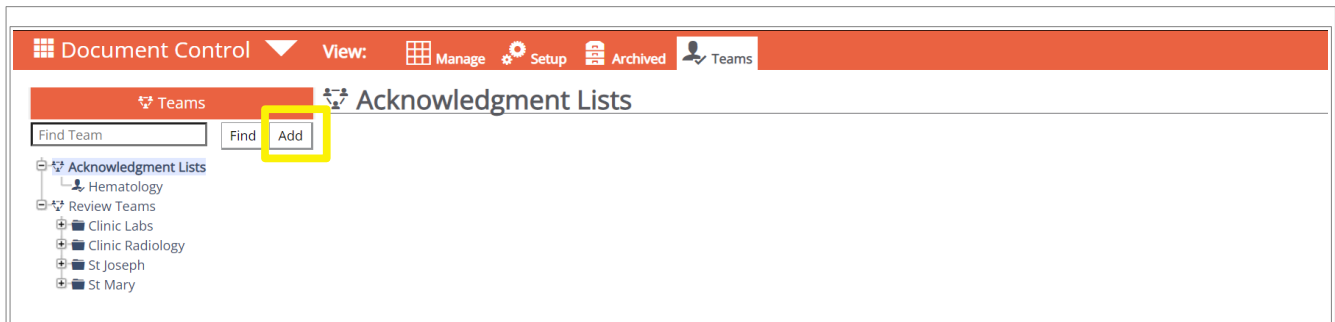 Document Control View: Manage Setup Archived Teams
Teams
Acknowledgment Lists
Find Team Find Add
Acknowledgment Lists
Hematology
Review Teams
Clinic Labs
Clinic Radiology
St Joseph
St Mary